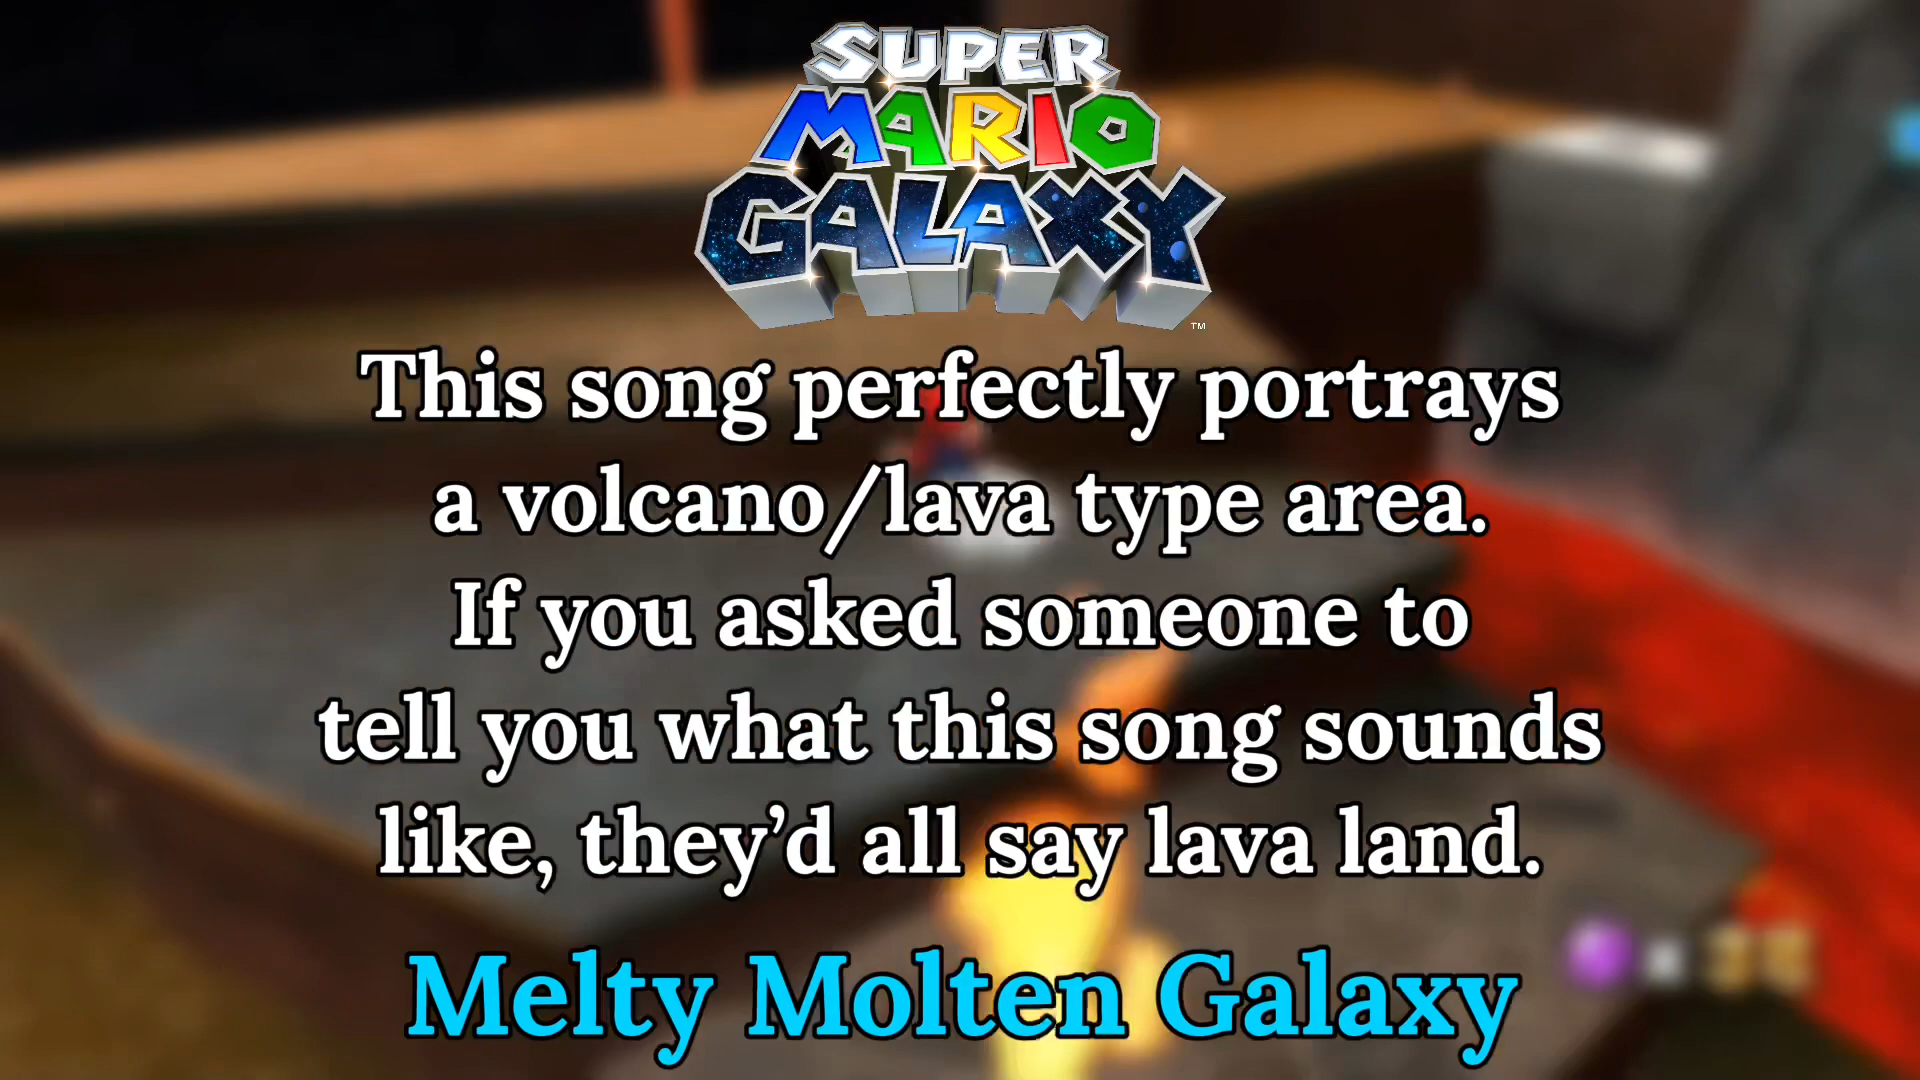 SUPER
MARIO
GALAXY
TM
This song perfectly portrays
a volcano/lava type area.
If you asked someone to
tell you what this song sounds
like, they’d all say lava land.
Melty Molten Galaxy